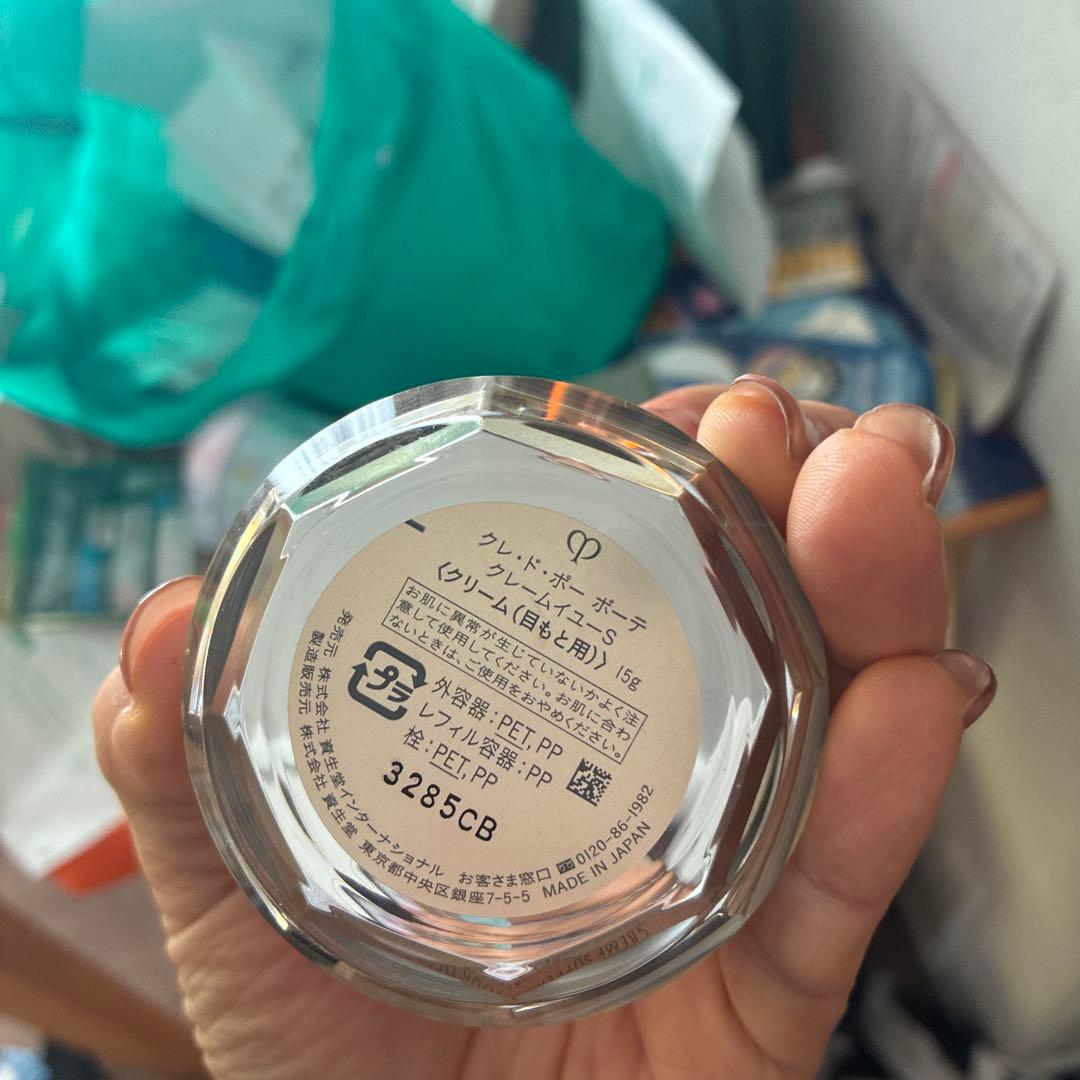 クレ・ド・ポー ボーテ
クレームイユーS
《クリーム(目もと用)》 15g
お肌に異常が生じていないかよく注
意して使用してください。お肌に合わ
ないときは、ご使用をおやめください。
プラ
外容器:PET, PP
レフィル容器:PP
栓:PET, PP
3285CB
発売元 株式会社 資生堂インターナショナル お客さま窓口 0120-86-1982
製造販売元 株式会社 資生堂 東京都中央区銀座7-5-5 MADE IN JAPAN